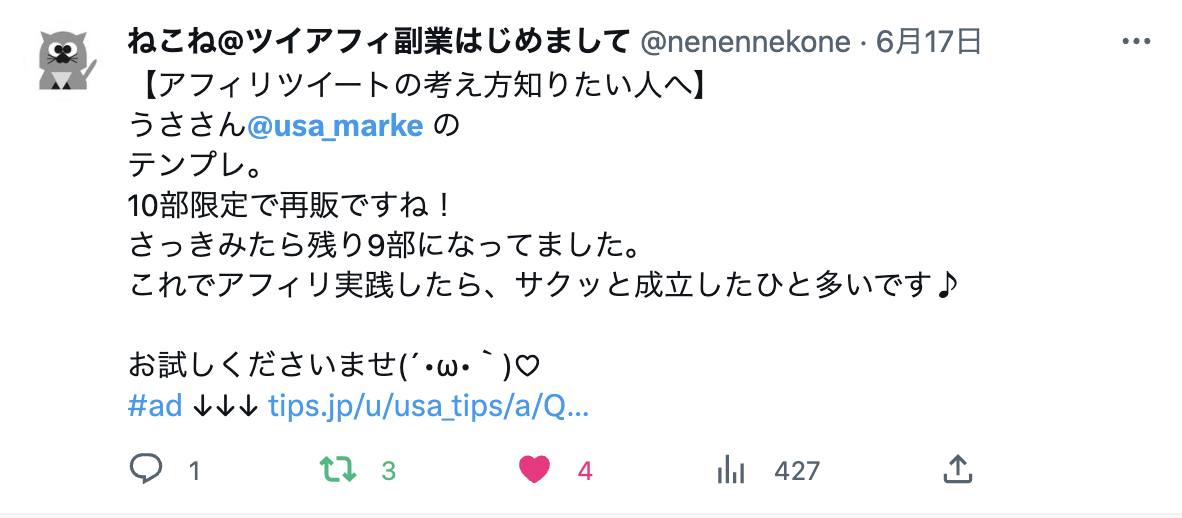 ねこね@ツイアフィ副業はじめまして @nenennekone · 6月17日 …
【アフィリツイートの考え方知りたい人へ】
うささん@usa_marke の
テンプレ。
10部限定で再販ですね！
さっきみたら残り9部になってました。
これでアフィリ実践したら、サクッと成立したひと多いです♪
お試しくださいませ(´•ω•｀)♡
#ad ↓↓↓ tips.jp/u/usa_tips/a/Q…
1 3 4 427